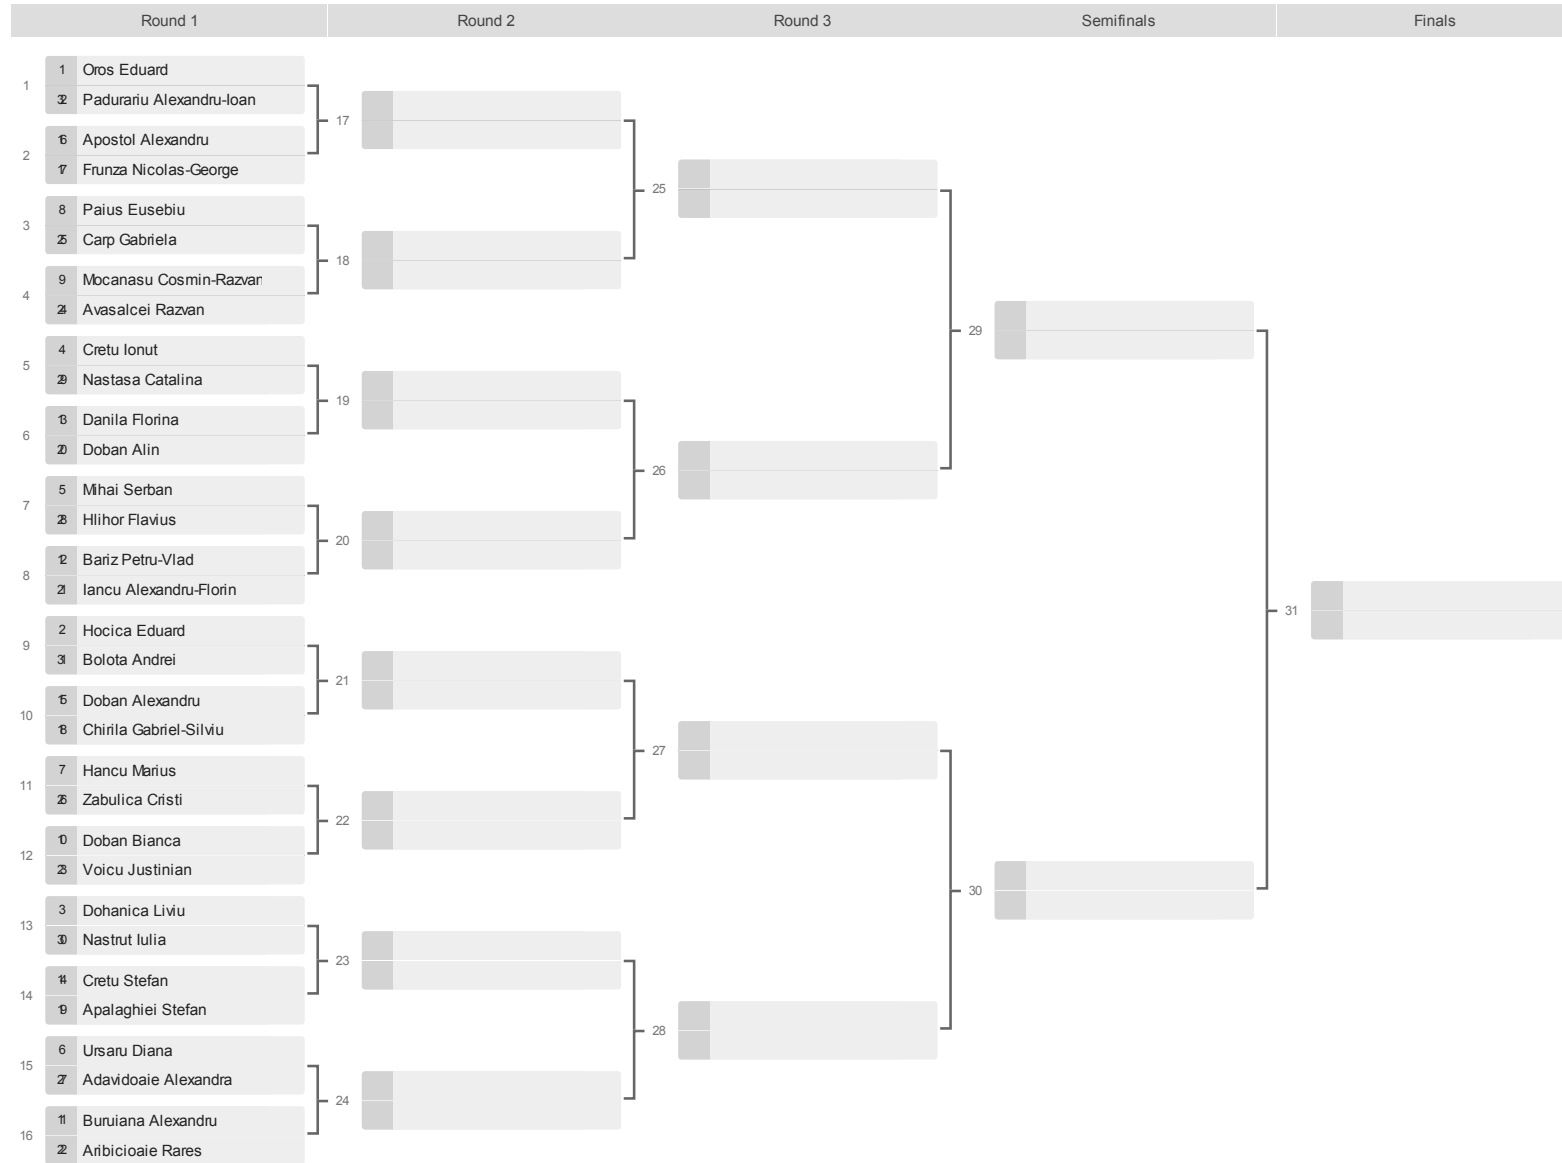 Round 1 Round 2 Round 3 Semifinals Finals
1 Oros Eduard
1
32 Padurariu Alexandru-Ioan
17
16 Apostol Alexandru
2
17 Frunza Nicolas-George
25
8 Paius Eusebiu
3
25 Carp Gabriela
18
9 Mocanasu Cosmin-Razvan
4
24 Avasalcei Razvan
29
4 Cretu Ionut
5
29 Nastasa Catalina
19
13 Danila Florina
6
20 Doban Alin
26
5 Mihai Serban
7
28 Hlihor Flavius
20
12 Bariz Petru-Vlad
8
21 Iancu Alexandru-Florin
31
2 Hocica Eduard
9
31 Bolota Andrei
21
15 Doban Alexandru
10
18 Chirila Gabriel-Silviu
27
7 Hancu Marius
11
26 Zabulica Cristi
22
10 Doban Bianca
12
23 Voicu Justinian
30
3 Dohanica Liviu
13
30 Nastrut Iulia
23
14 Cretu Stefan
14
19 Apalaghiei Stefan
28
6 Ursaru Diana
15
27 Adavidoaie Alexandra
24
11 Buruiana Alexandru
16
22 Aribicioaie Rares